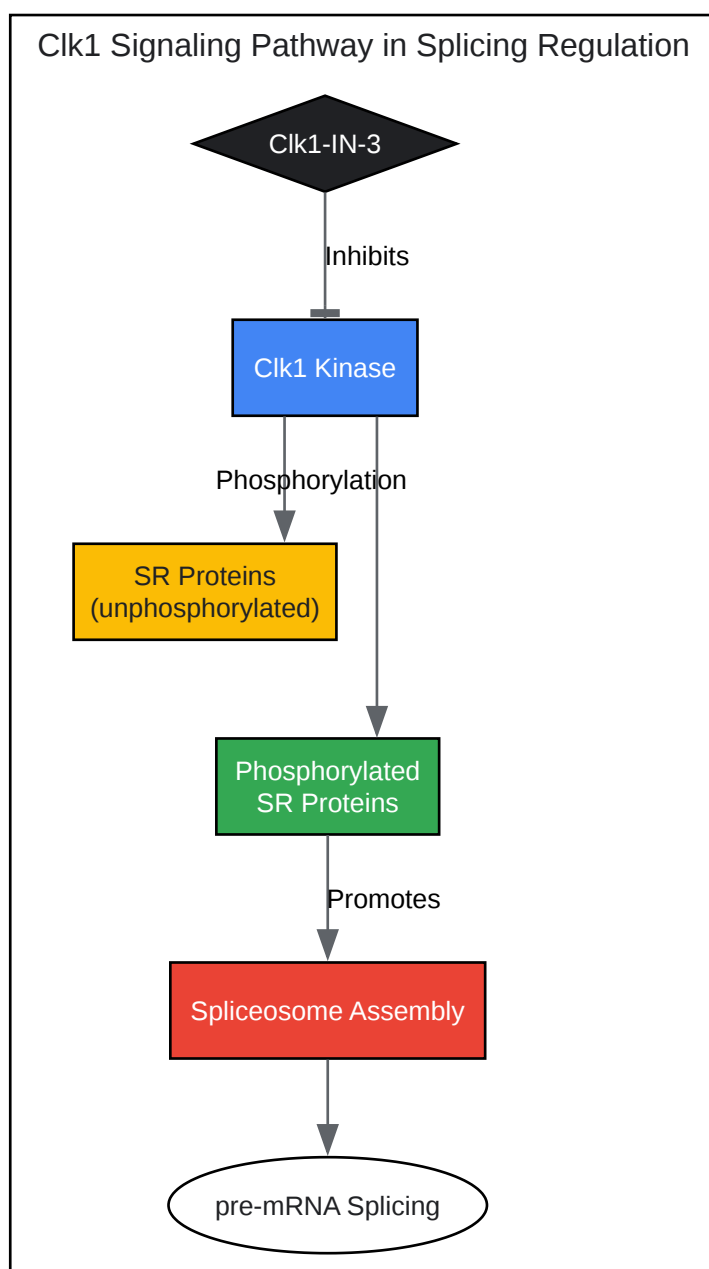 Clk1 Signaling Pathway in Splicing Regulation
Clk1-IN-3
Inhibits
Clk1 Kinase
Phosphorylation
SR Proteins
(unphosphorylated)
Phosphorylated
SR Proteins
Promotes
Spliceosome Assembly
pre-mRNA Splicing